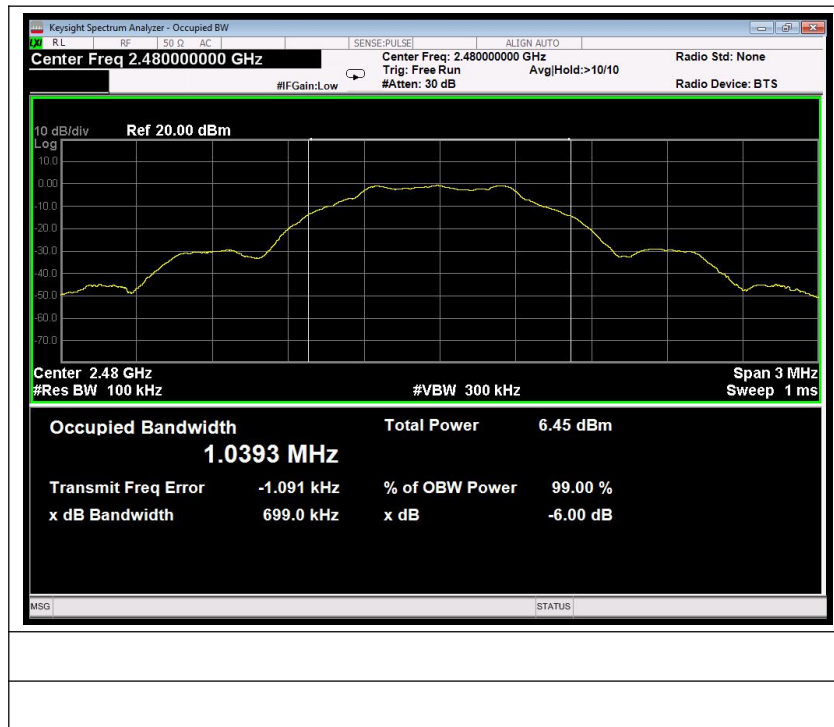 Keysight Spectrum Analyzer - Occupied BW
LXI RL RF 50 Ω AC SENSE:PULSE ALIGN AUTO
Center Freq 2.480000000 GHz
Center Freq: 2.480000000 GHz
Radio Std: None
Trig: Free Run Avg|Hold:>10/10
#IFGain:Low #Atten: 30 dB Radio Device: BTS
10 dB/div Ref 20.00 dBm
Log
10.0
0.00
-10.0
-20.0
-30.0
-40.0
-50.0
-60.0
-70.0
Center 2.48 GHz Span 3 MHz
#Res BW 100 kHz #VBW 300 kHz Sweep 1 ms
Occupied Bandwidth Total Power 6.45 dBm
1.0393 MHz
Transmit Freq Error -1.091 kHz % of OBW Power 99.00 %
x dB Bandwidth 699.0 kHz x dB -6.00 dB
MSG STATUS